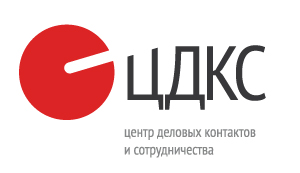 ЦДКС
центр деловых контактов
и сотрудничества